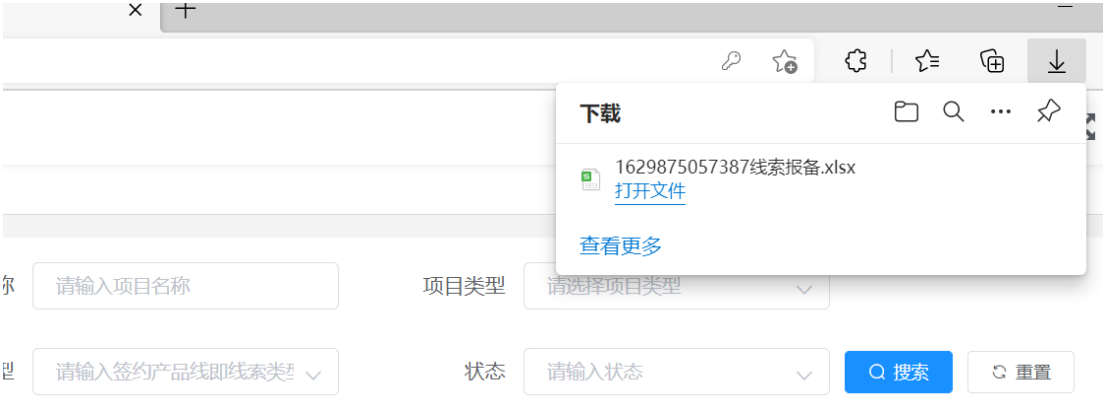 下载
1629875057387线索报备.xlsx
打开文件
查看更多
称 请输入项目名称 项目类型 请选择项目类型
型 请输入签约产品线即线索类型 状态 请输入状态 搜索 重置